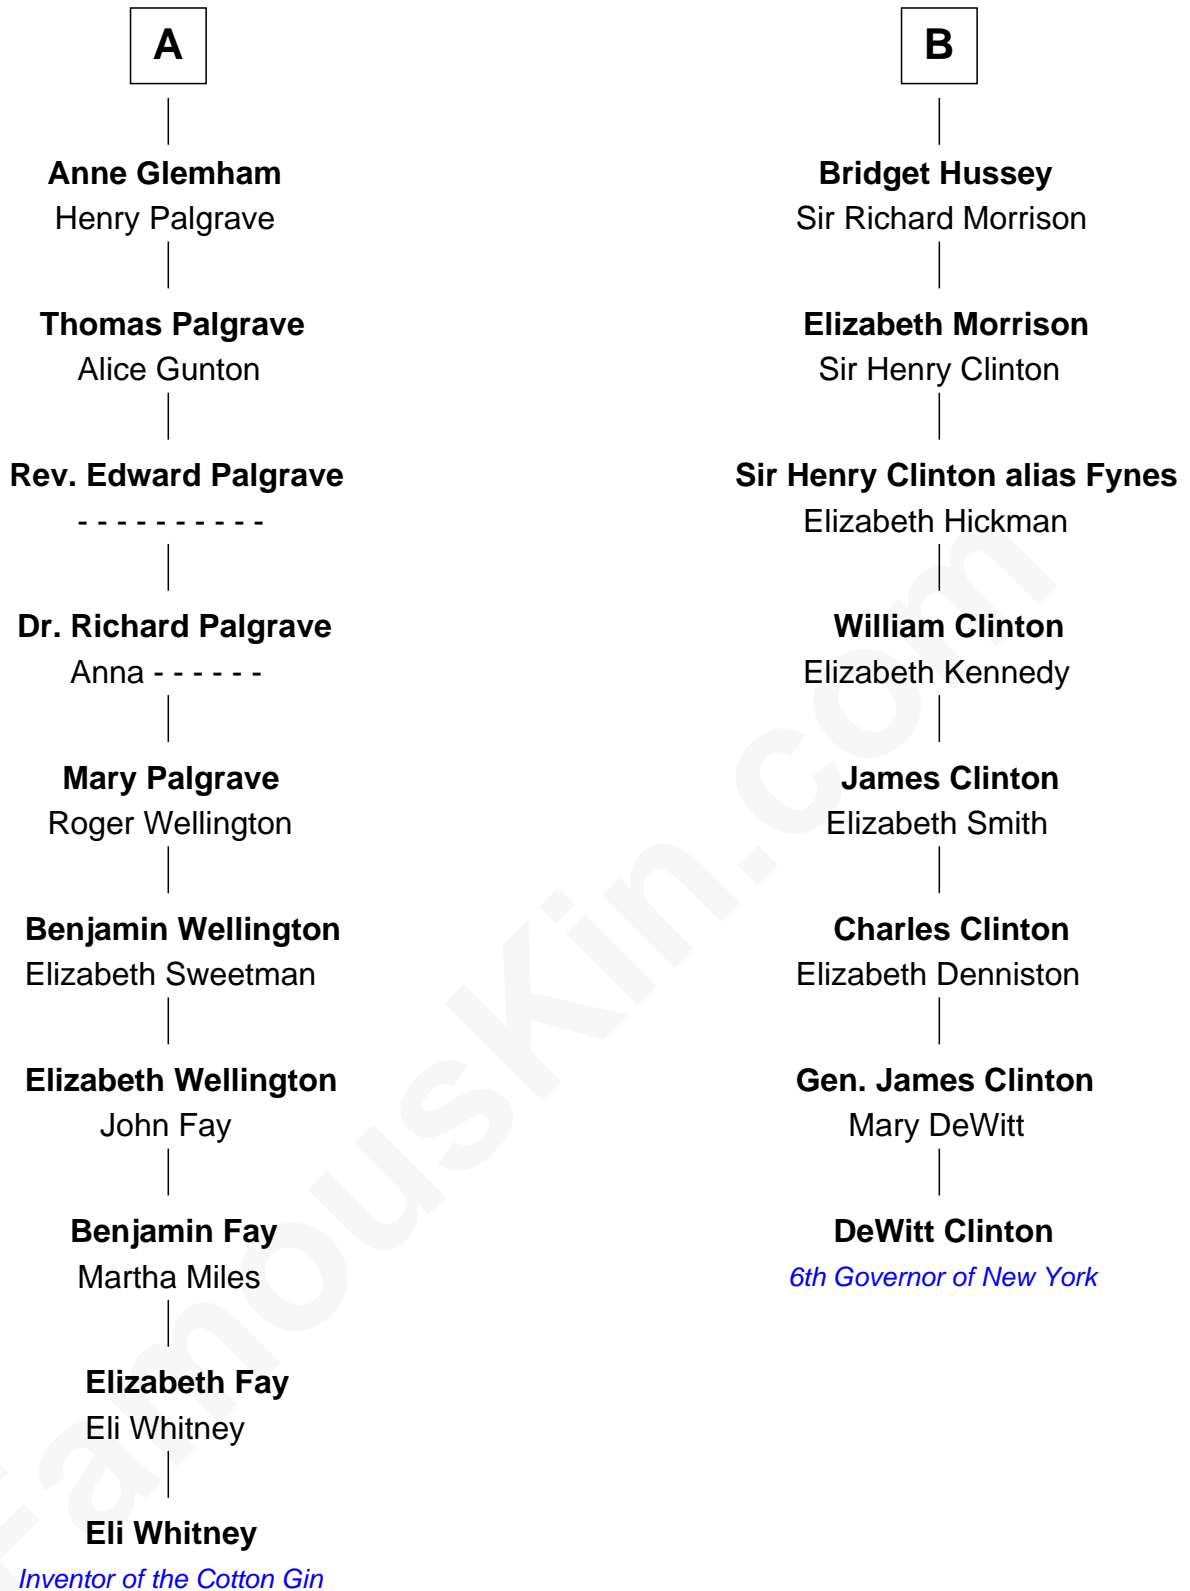 A
Anne Glemham
Henry Palgrave
Thomas Palgrave
Alice Gunton
Rev. Edward Palgrave
- - - - - - - - - -
Dr. Richard Palgrave
Anna - - - - - -
Mary Palgrave
Roger Wellington
Benjamin Wellington
Elizabeth Sweetman
Elizabeth Wellington
John Fay
Benjamin Fay
Martha Miles
Elizabeth Fay
Eli Whitney
Eli Whitney
Inventor of the Cotton Gin
B
Bridget Hussey
Sir Richard Morrison
Elizabeth Morrison
Sir Henry Clinton
Sir Henry Clinton alias Fynes
Elizabeth Hickman
William Clinton
Elizabeth Kennedy
James Clinton
Elizabeth Smith
Charles Clinton
Elizabeth Denniston
Gen. James Clinton
Mary DeWitt
DeWitt Clinton
6th Governor of New York
FamousKin.com